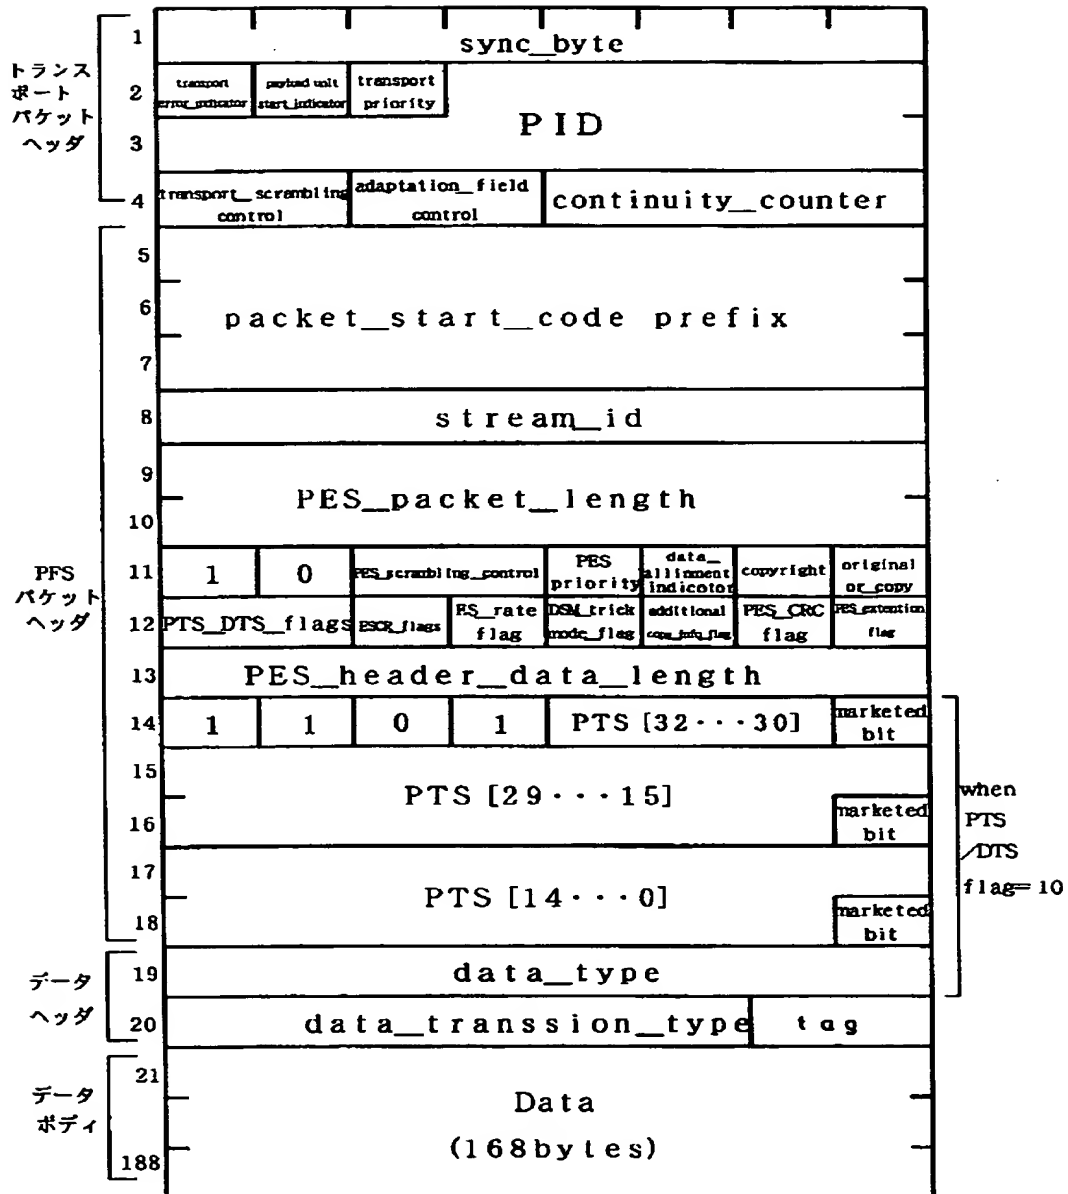 1
sync_byte
トランス
ポート
パケット
ヘッダ
2
transport
error_indicator
payload unit
start_indicator
transport
priority
PID
3
4
transport_scrambling
control
adaptation_field
control
continuity_counter
5
6
packet_start_code prefix
7
8
stream_id
9
PES_packet_length
10
PFS
パケット
ヘッダ
11
1
0
PES_scrambling_control
PES
priority
data_
allinment
indicotor
copyright
original
or_copy
12
PTS_DTS_flags
ESCR_flags
ES_rate
flag
DSM_trick
mode_flag
additional
copy_info_flag
PES_CRC
flag
PES_extention
flag
13
PES_header_data_length
14
1
1
0
1
PTS [32···30]
marketed
bit
15
PTS [29···15]
16
marketed
bit
when
PTS
/DTS
flag=10
17
PTS [14···0]
18
marketed
bit
データ
ヘッダ
19
data_type
20
data_transsion_type
tag
データ
ボディ
21
Data
(168bytes)
188